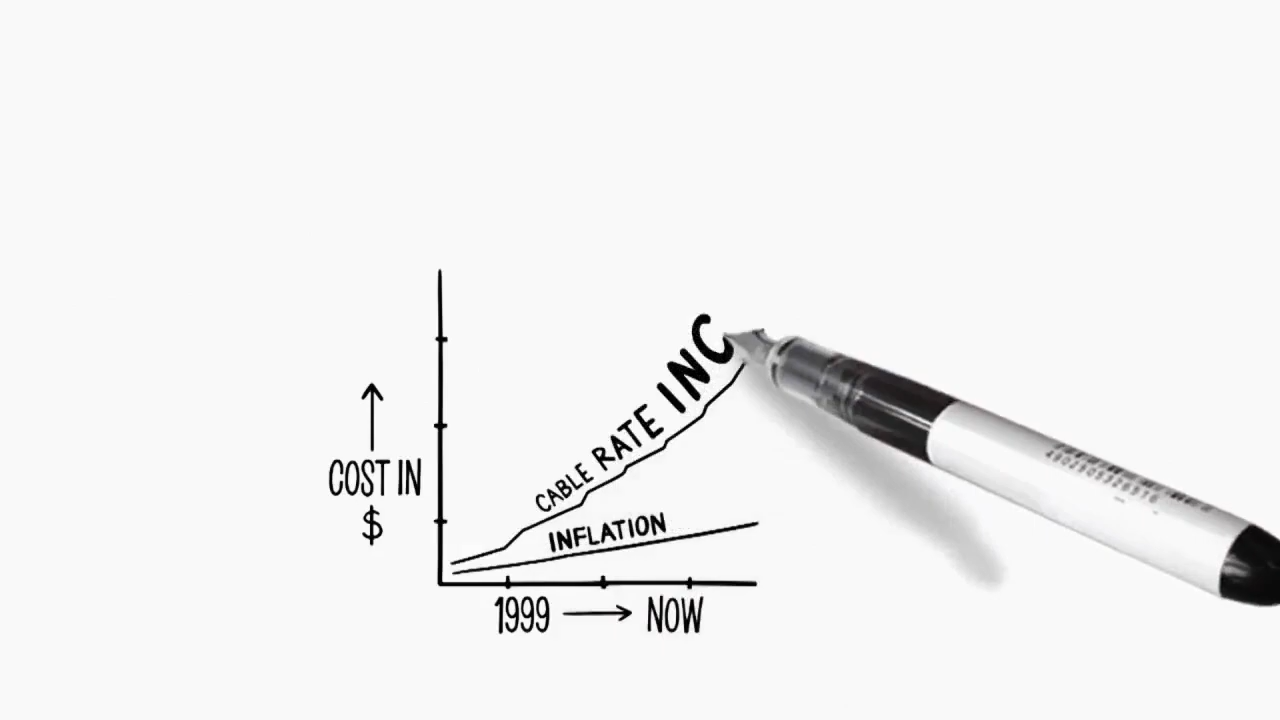 CABLE RATE INC
INFLATION
COST IN
$
1999 NOW